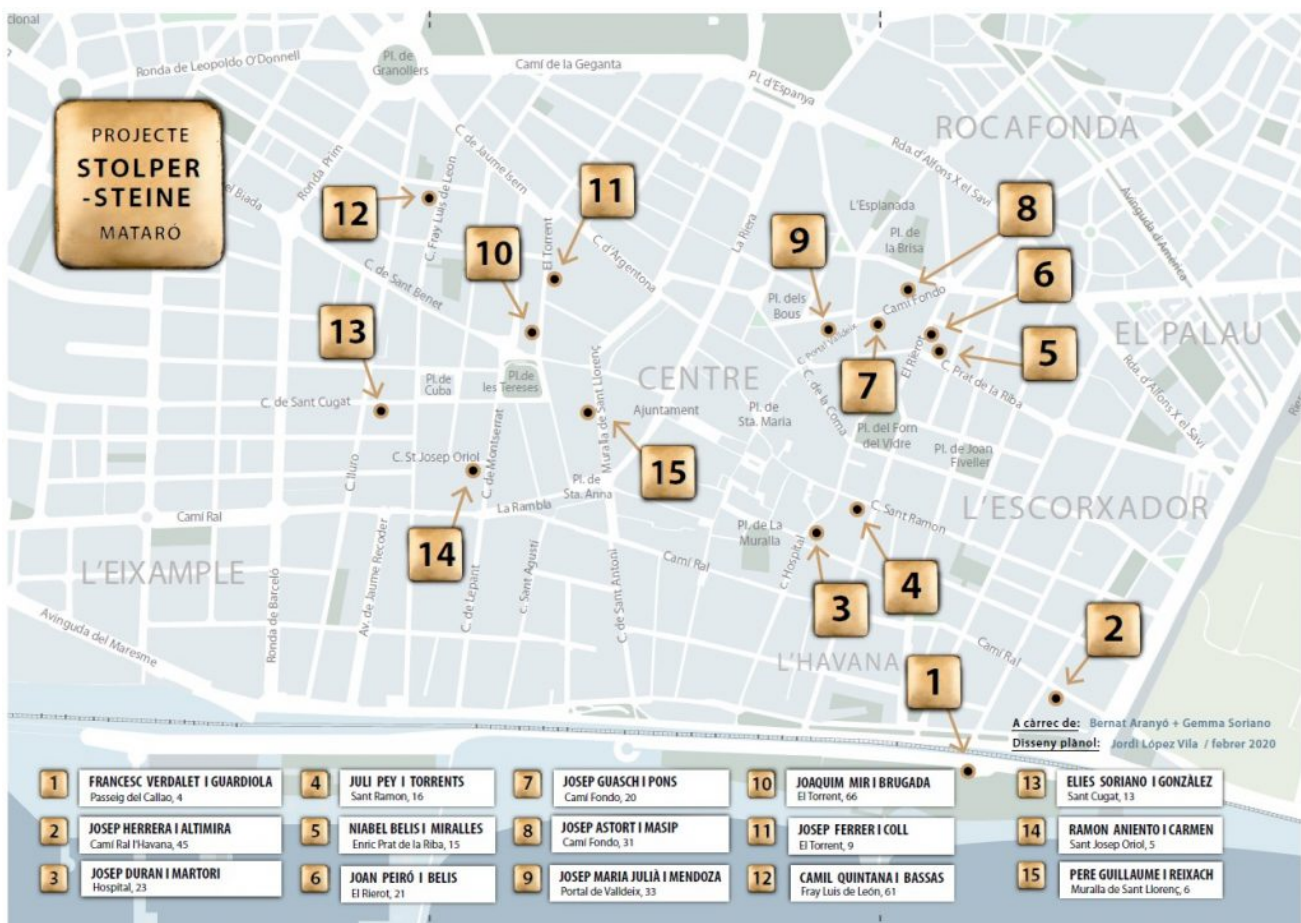 cional
Ronda de Leopoldo O'Donnell
Pl. de
Granollers
Camí de la Geganta
Pl. d'Espanya
PROJECTE
STOLPER
-STEINE
MATARÓ
el Biada
Ronda Prim
C. de Jaume Isern
C. Fray Luis de Leon
ROCAFONDA
Rda. d'Alfons X el Savi
Avinguda d'Amèrica
L'Esplanada
Pl. de
la Brisa
La Riera
El Torrent
C. d'Argentona
C. de Sant Benet
12
11
10
9
8
6
5
7
13
15
14
3
4
2
1
Pl. dels
Bous
Camí Fondo
C. Portal Valldeix
El Rierot
C. Prat de la Riba
EL PALAU
Rda. d'Alfons X el Savi
Pl. de
Cuba
Pl. de
les Tereses
Muralla de Sant Llorenç
CENTRE
Ajuntament
Pl. de
Sta. Maria
C. de la Coma
Pl. del Forn
del Vidre
Pl. de Joan
Fiveller
C. de Sant Cugat
C. Iluro
C. St Josep Oriol
C. de Montserrat
Pl. de
Sta. Anna
La Rambla
Camí Ral
Pl. de La
Muralla
C. Sant Ramon
L'ESCORXADOR
c. Hospital
Camí Ral
L'EIXAMPLE
Ronda de Barceló
Av. de Jaume Recoder
C. de Lepant
c. Sant Agustí
C. de Sant Antoni
Avinguda del Maresme
L'HAVANA
Camí Ral
A càrrec de: Bernat Aranyó + Gemma Soriano
Disseny plànol: Jordi López Vila / febrer 2020
1 FRANCESC VERDALET I GUARDIOLA
Passeig del Callao, 4
2 JOSEP HERRERA I ALTIMIRA
Camí Ral l'Havana, 45
3 JOSEP DURAN I MARTORI
Hospital, 23
4 JULI PEY I TORRENTS
Sant Ramon, 16
5 NIABEL BELIS I MIRALLES
Enric Prat de la Riba, 15
6 JOAN PEIRÓ I BELIS
El Rierot, 21
7 JOSEP GUASCH I PONS
Camí Fondo, 20
8 JOSEP ASTORT I MASIP
Camí Fondo, 31
9 JOSEP MARIA JULIÀ I MENDOZA
Portal de Valldeix, 33
10 JOAQUIM MIR I BRUGADA
El Torrent, 66
11 JOSEP FERRER I COLL
El Torrent, 9
12 CAMIL QUINTANA I BASSAS
Fray Luis de León, 61
13 ELIES SORIANO I GONZÀLEZ
Sant Cugat, 13
14 RAMON ANIENTO I CARMEN
Sant Josep Oriol, 5
15 PERE GUILLAUME I REIXACH
Muralla de Sant Llorenç, 6